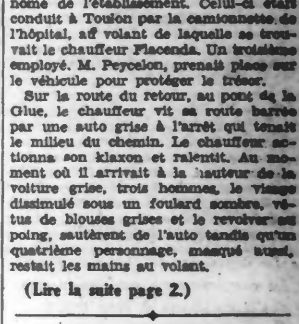 nome de l'établissement. Celui-ci était
conduit à Toulon par la camionnette de
l'hôpital, au volant de laquelle se trou-
vait le chauffeur Placenda. Un troisième
employé. M. Peycelon, prenait place sur
le véhicule pour protéger le trésor.
Sur la route du retour, au pont de la
Glue, le chauffeur vit sa route barrée
par une auto grise à l'arrêt qui tenait
le milieu du chemin. Le chauffeur ac-
tionna son klaxon et ralentit. Au mo-
ment où il arrivait à la hauteur de la
voiture grise, trois hommes, le visage
dissimulé sous un foulard sombre, vê-
tus de blouses grises et le revolver au
poing, sautèrent de l'auto tandis qu'un
quatrième personnage, masqué aussi,
restait les mains au volant.
(Lire la suite page 2.)